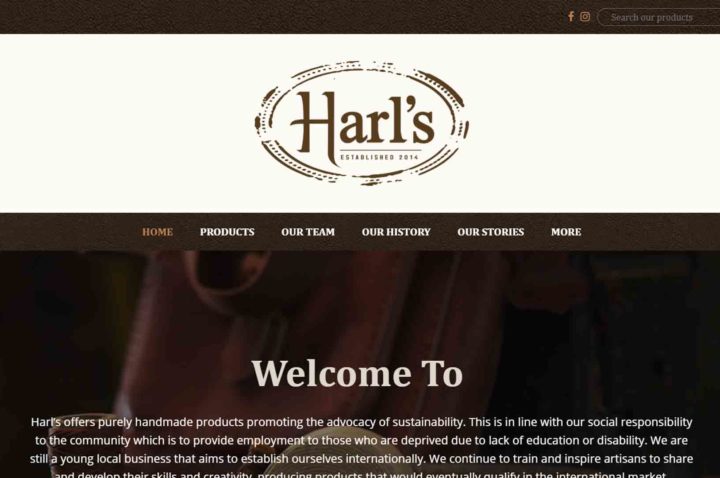 Search our products
Harl's
ESTABLISHED 2014
HOME PRODUCTS OUR TEAM OUR HISTORY OUR STORIES MORE
Welcome To
Harl's offers purely handmade products promoting the advocacy of sustainability. This is in line with our social responsibility
to the community which is to provide employment to those who are deprived due to lack of education or disability. We are
still a young local business that aims to establish ourselves internationally. We continue to train and inspire artisans to share
and develop their skills and creativity, producing products that would eventually qualify in the international market.